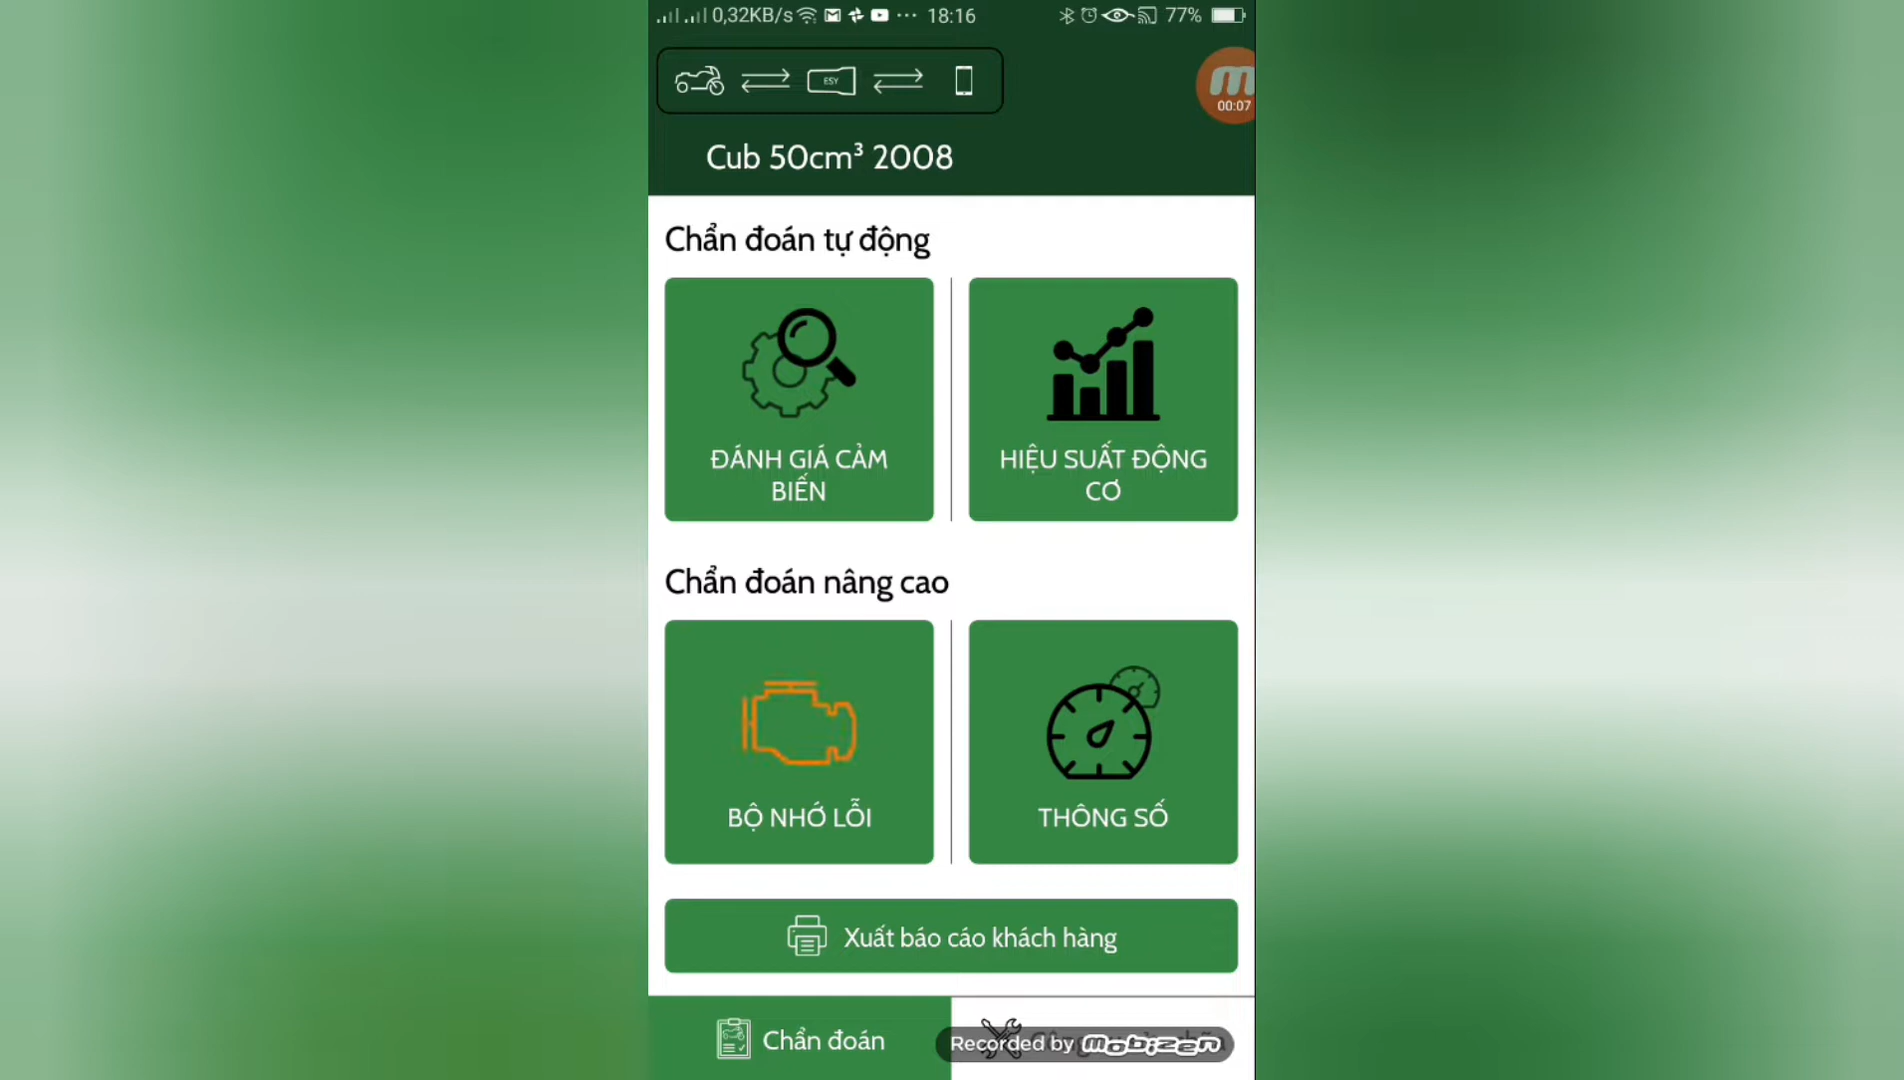 0,32KB/s ··· 18:16 77%
ESY
00:07
Cub 50cm³ 2008
Chẩn đoán tự động
ĐÁNH GIÁ CẢM
BIẾN
HIỆU SUẤT ĐỘNG
CƠ
Chẩn đoán nâng cao
BỘ NHỚ LỖI
THÔNG SỐ
Xuất báo cáo khách hàng
Chẩn đoán
Recorded by mobizen